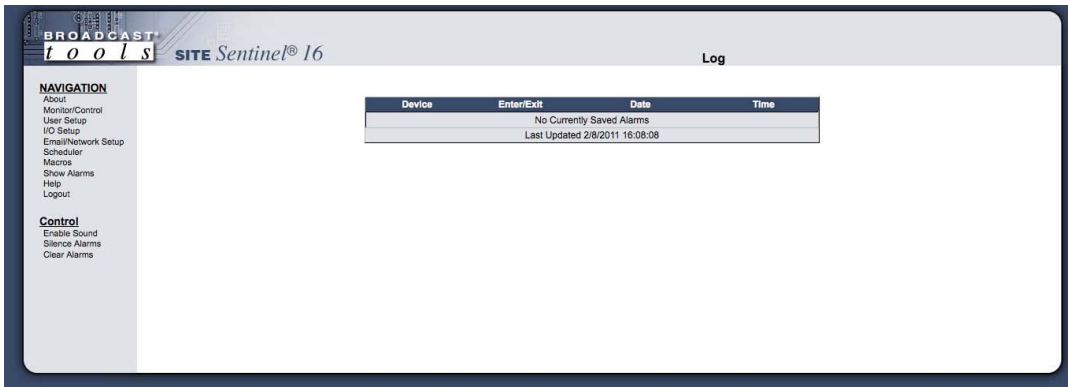 BROADCAST
tools
SITE Sentinel® 16
Log
NAVIGATION
About
Monitor/Control
User Setup
I/O Setup
Email/Network Setup
Scheduler
Macros
Show Alarms
Help
Logout
Control
Enable Sound
Silence Alarms
Clear Alarms
Device Enter/Exit Date Time
No Currently Saved Alarms
Last Updated 2/8/2011 16:08:08